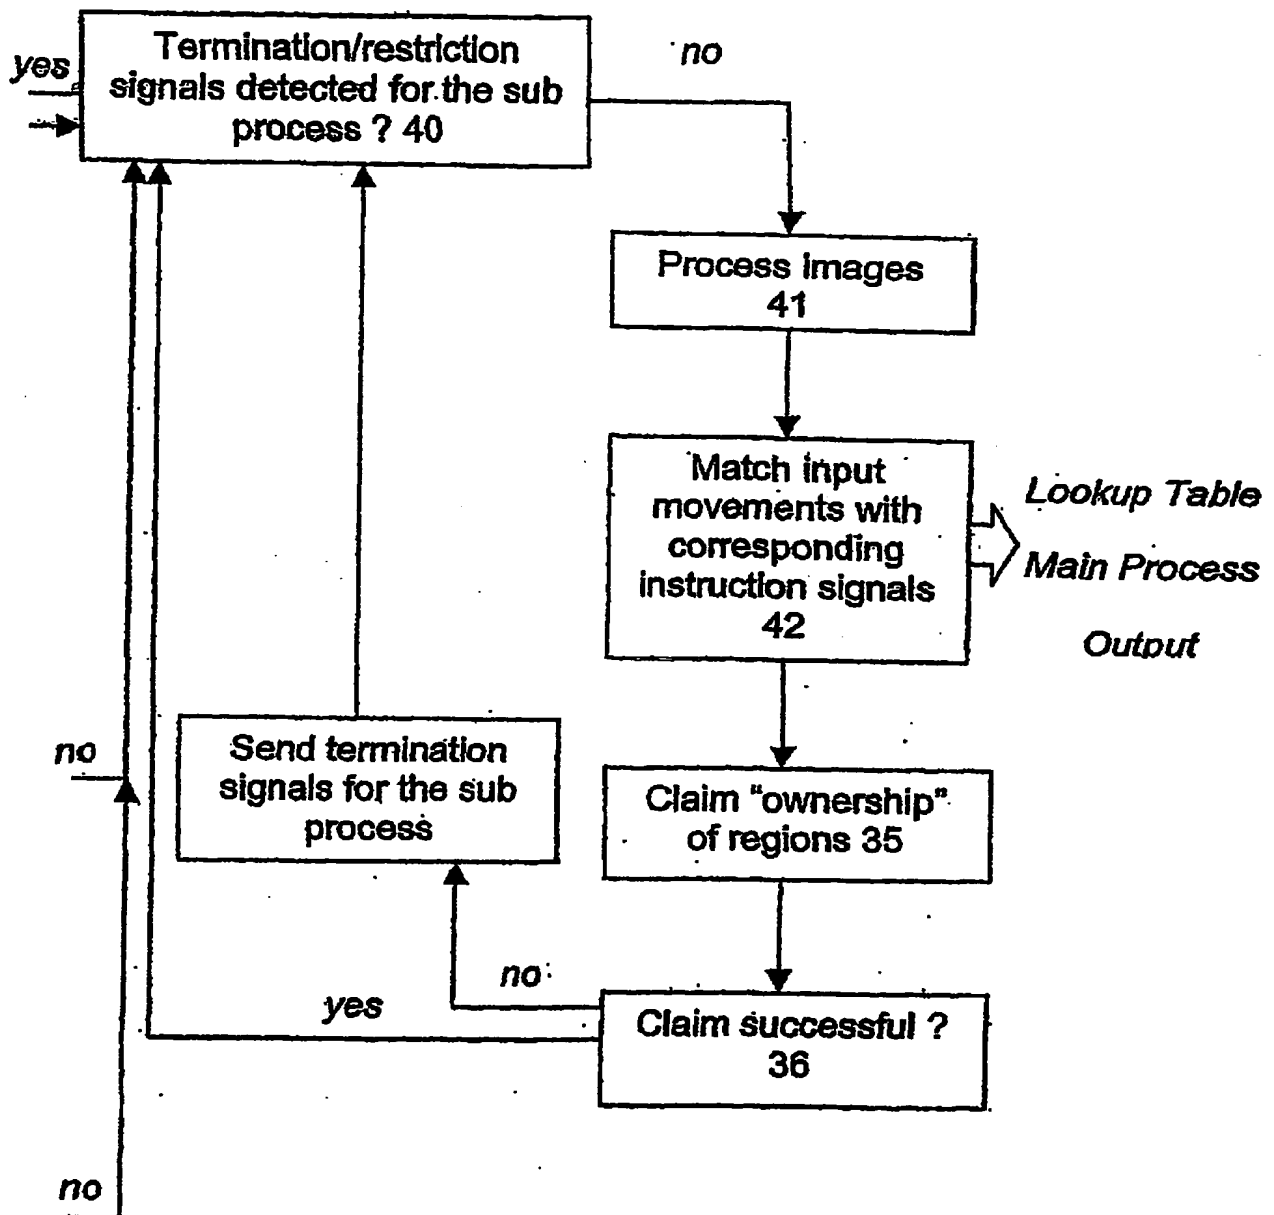 Termination/restriction
signals detected for the sub
process ? 40
yes
no
Process images
41
Match input
movements with
corresponding
instruction signals
42
Lookup Table
Main Process
Output
Send termination
signals for the sub
process
no
Claim "ownership"
of regions 35
no
yes
Claim successful ?
36
no